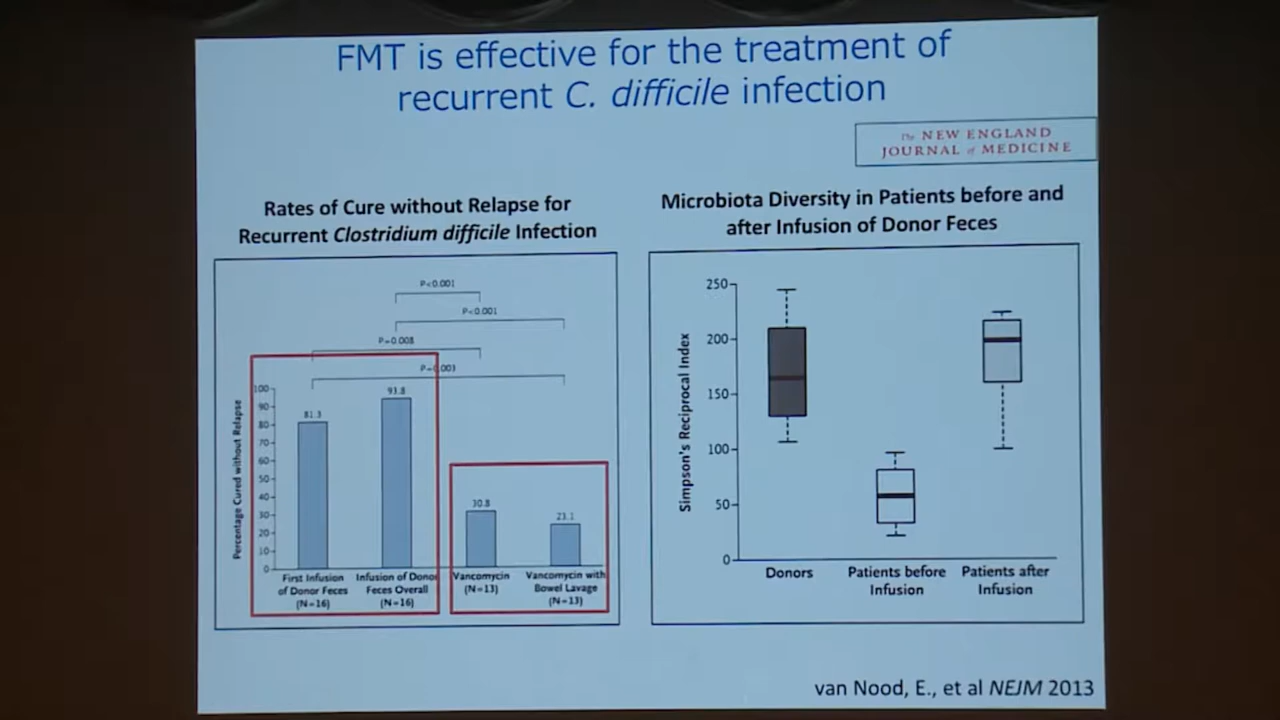 FMT is effective for the treatment of
recurrent C. difficile infection
The NEW ENGLAND
JOURNAL of MEDICINE
Rates of Cure without Relapse for
Recurrent Clostridium difficile Infection
P<0.001
P<0.001
P=0.008
P=0.003
Percentage Cured without Relapse
100
90
80
70
60
50
40
30
20
10
0
81.3
93.8
30.8
23.1
First Infusion
of Donor Feces
(N=16)
Infusion of Donor
Feces Overall
(N=16)
Vancomycin
(N=13)
Vancomycin with
Bowel Lavage
(N=13)
Microbiota Diversity in Patients before and
after Infusion of Donor Feces
Simpson's Reciprocal Index
250
200
150
100
50
0
Donors
Patients before
Infusion
Patients after
Infusion
van Nood, E., et al NEJM 2013